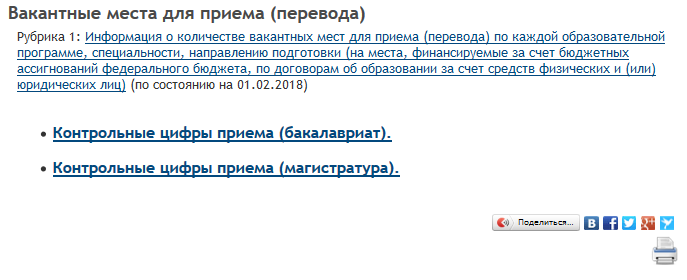 Вакантные места для приема (перевода)
Рубрика 1: Информация о количестве вакантных мест для приема (перевода) по каждой образовательной
программе, специальности, направлению подготовки (на места, финансируемые за счет бюджетных
ассигнований федерального бюджета, по договорам об образовании за счет средств физических и (или)
юридических лиц) (по состоянию на 01.02.2018)
Контрольные цифры приема (бакалавриат).
Контрольные цифры приема (магистратура).
Поделиться...